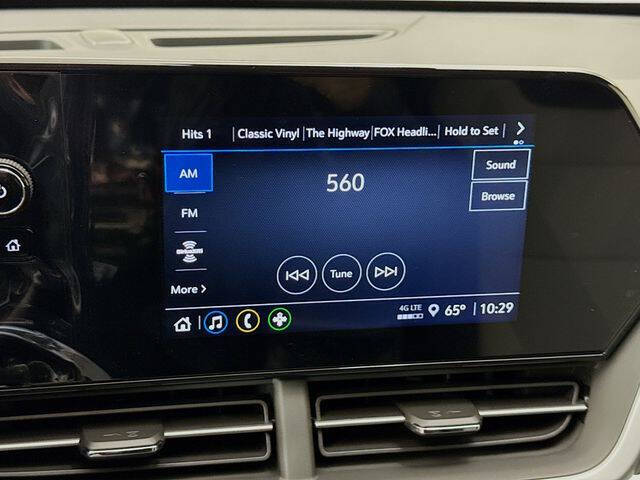 Hits 1 Classic Vinyl The Highway FOX Headli... Hold to Set >
AM
560
Sound
FM
Browse
Tune
More >
4G LTE
65° 10:29